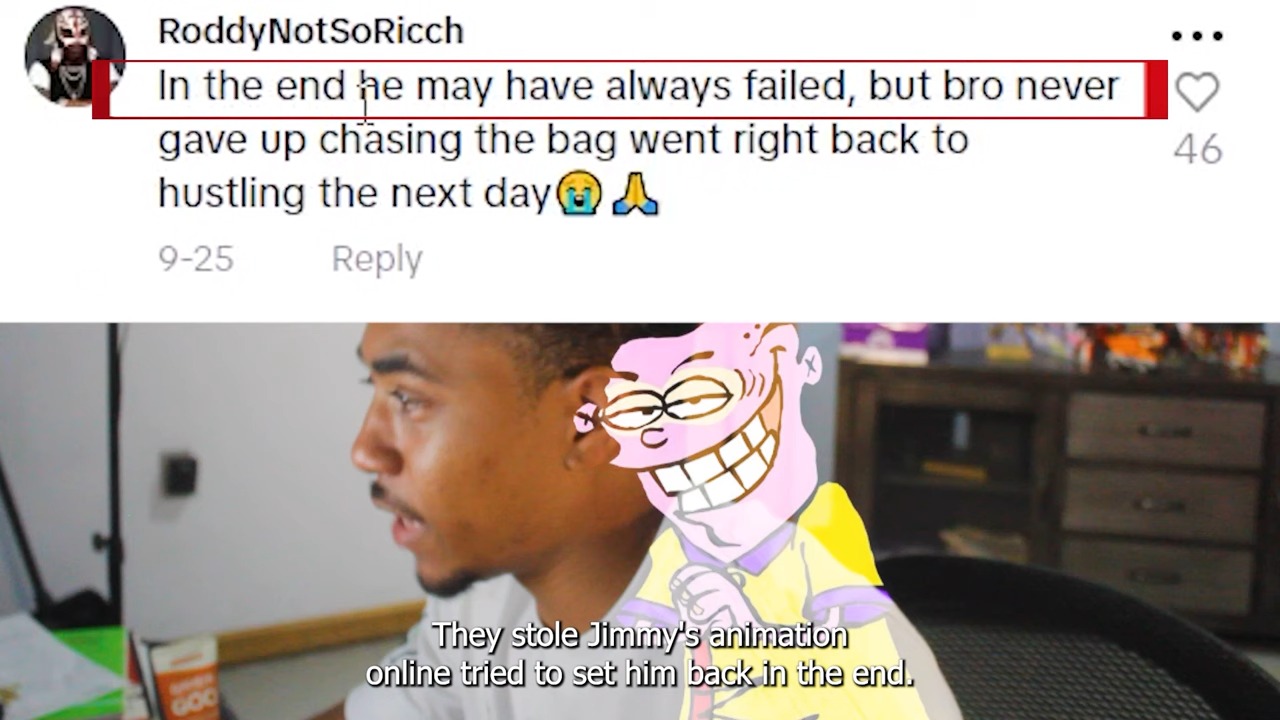 RoddyNotSoRicch
In the end he may have always failed, but bro never
gave up chasing the bag went right back to
hustling the next day😭🙏
46
9-25 Reply
They stole Jimmy's animation
online tried to set him back in the end.